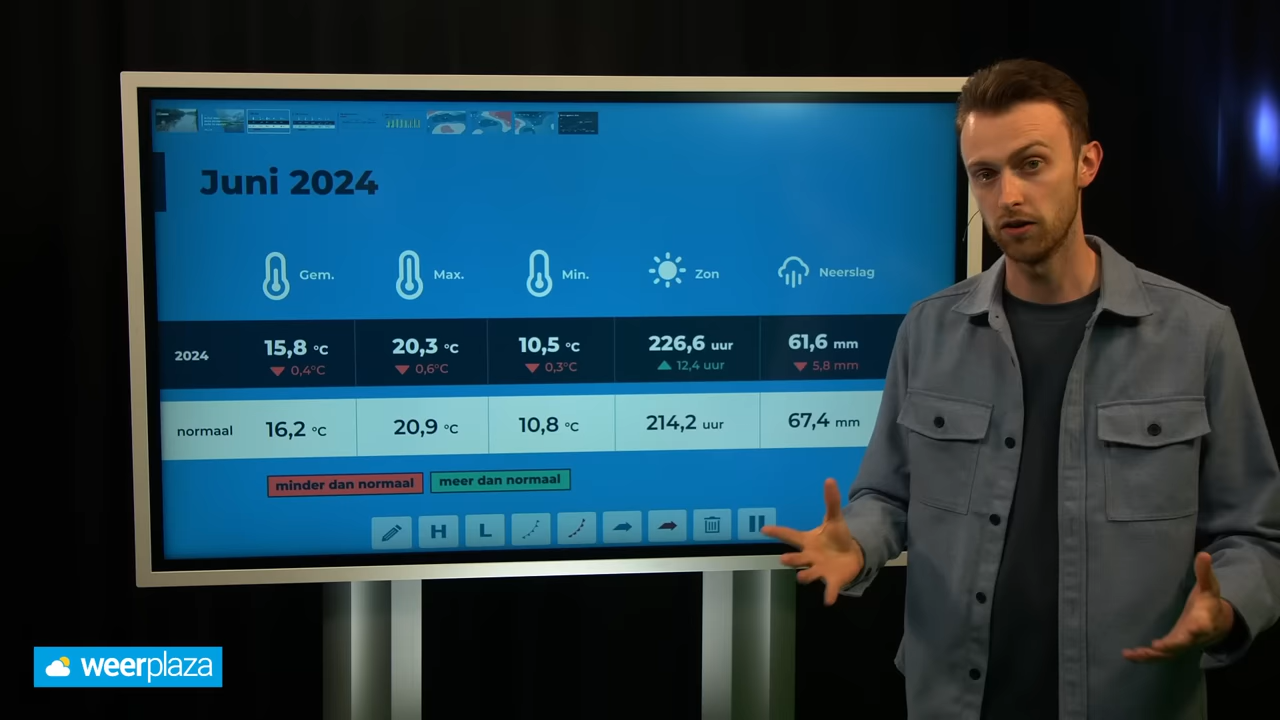 Juni 2024
Gem. Max. Min. Zon Neerslag
2024 15,8 °C 20,3 °C 10,5 °C 226,6 uur 61,6 mm
0,4°C 0,6°C 0,3°C 12,4 uur 5,8 mm
normaal 16,2 °C 20,9 °C 10,8 °C 214,2 uur 67,4 mm
minder dan normaal meer dan normaal
H L
weerplaza